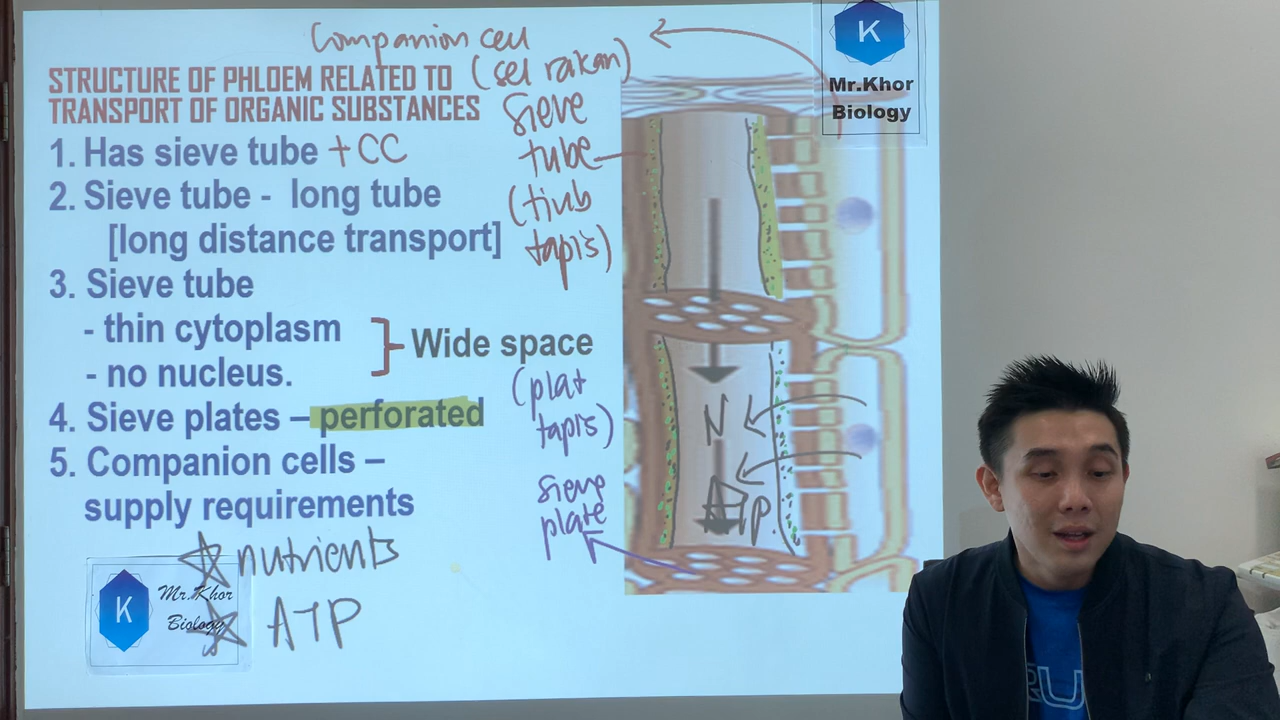 Companion cell
(sel rakan)
STRUCTURE OF PHLOEM RELATED TO
TRANSPORT OF ORGANIC SUBSTANCES
1. Has sieve tube + CC
2. Sieve tube - long tube
[long distance transport]
3. Sieve tube
- thin cytoplasm
- no nucleus.
Wide space
4. Sieve plates – perforated
5. Companion cells –
supply requirements
nutrients
ATP
sieve
tube
(tiub
tapis)
(plat
tapis)
sieve
plate
N
ATP.
K
Mr.Khor
Biology
K
Mr.Khor
Biology
U